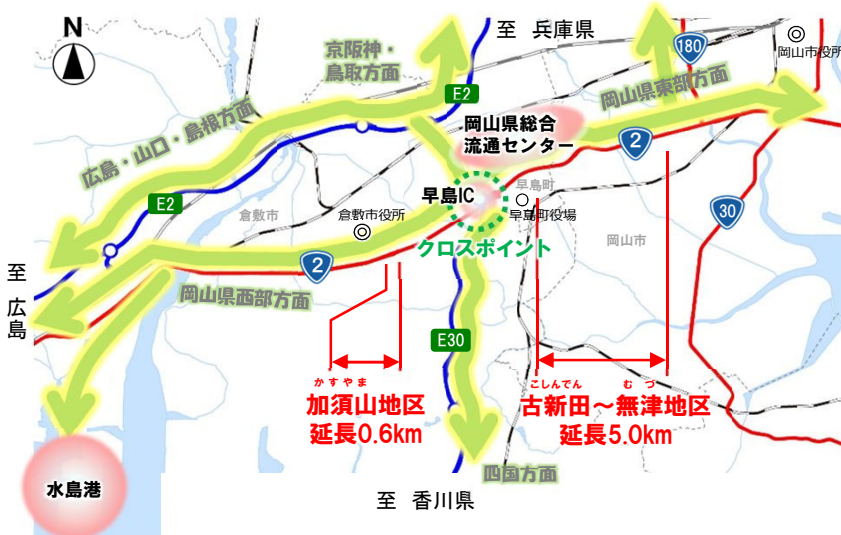 N
至 兵庫県
180
岡山市役所
京阪神・
鳥取方面
E2
岡山県東部方面
岡山県総合
流通センター
2
広島・山口・島根方面
早島IC
早島町
早島町役場
E2
倉敷市
倉敷市役所
クロスポイント
岡山市
30
至 広島
2
岡山県西部方面
E30
かすやま
加須山地区
延長0.6km
こしんでん むづ
古新田～無津地区
延長5.0km
四国方面
水島港
至 香川県